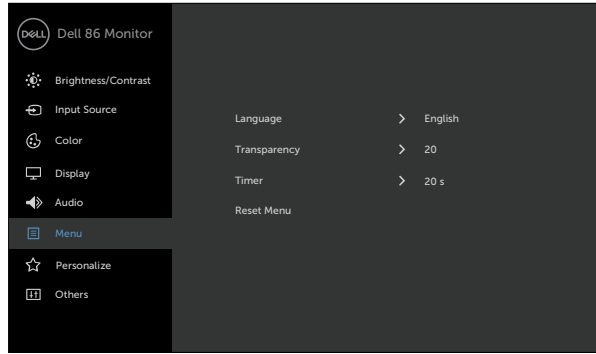 DELL Dell 86 Monitor
Brightness/Contrast
Input Source
Color
Display
Audio
Menu
Personalize
Others
Language > English
Transparency > 20
Timer > 20 s
Reset Menu